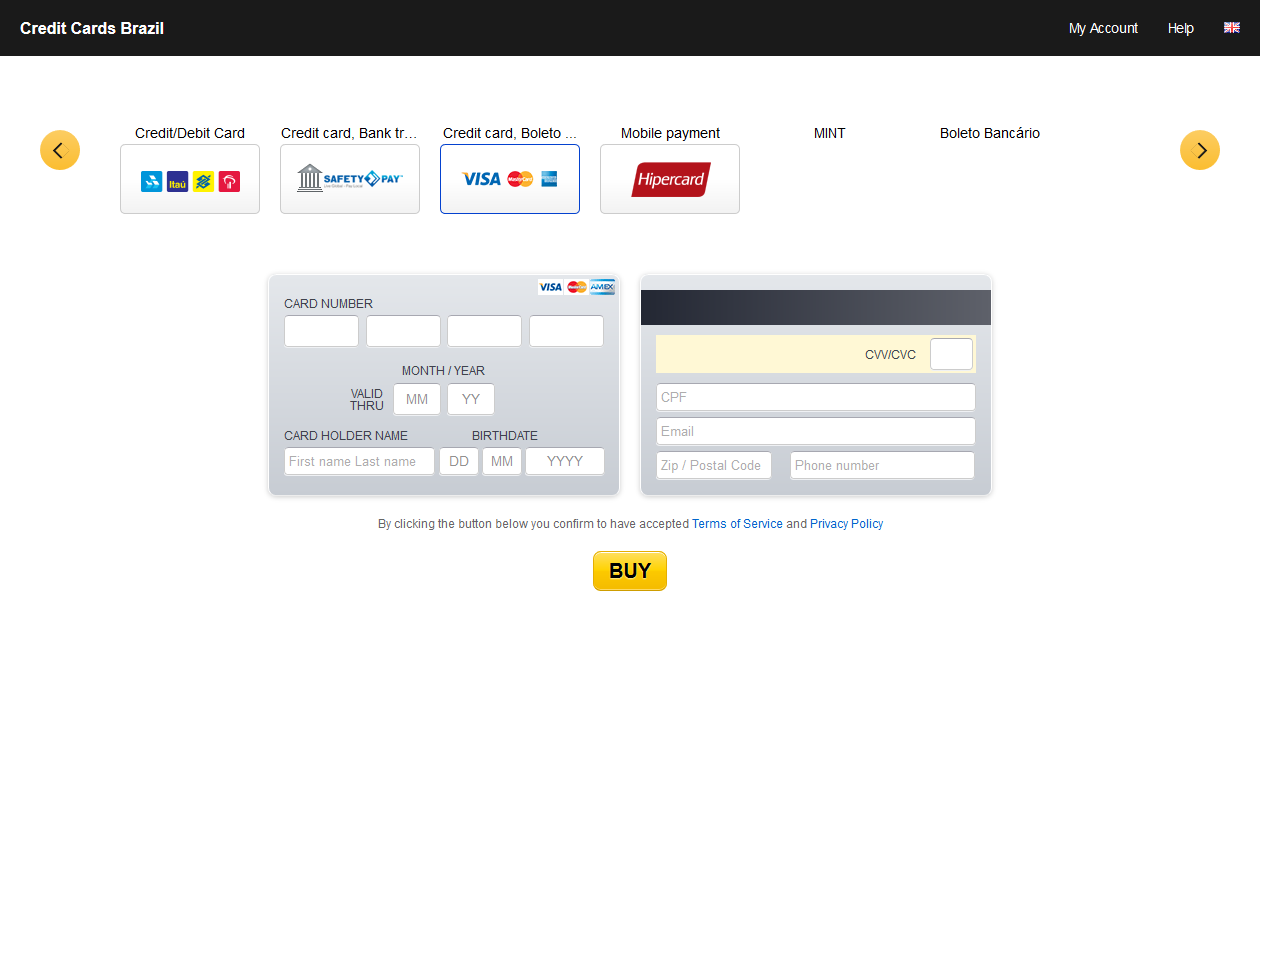 Credit Cards Brazil
My Account
Help
Credit/Debit Card
Credit card, Bank tr...
Credit card, Boleto ...
Mobile payment
MINT
Boleto Bancário
Itaú
SAFETY PAY
VISA MasterCard
Hipercard
VISA MasterCard AMEX
CARD NUMBER
MONTH / YEAR
VALID THRU
MM
YY
CARD HOLDER NAME
BIRTHDATE
First name Last name
DD
MM
YYYY
CVV/CVC
CPF
Email
Zip / Postal Code
Phone number
By clicking the button below you confirm to have accepted Terms of Service and Privacy Policy
BUY